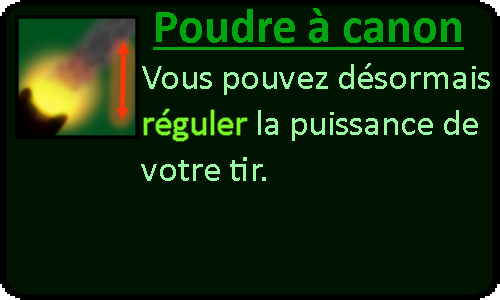 Poudre à canon
Vous pouvez désormais
réguler la puissance de
votre tir.